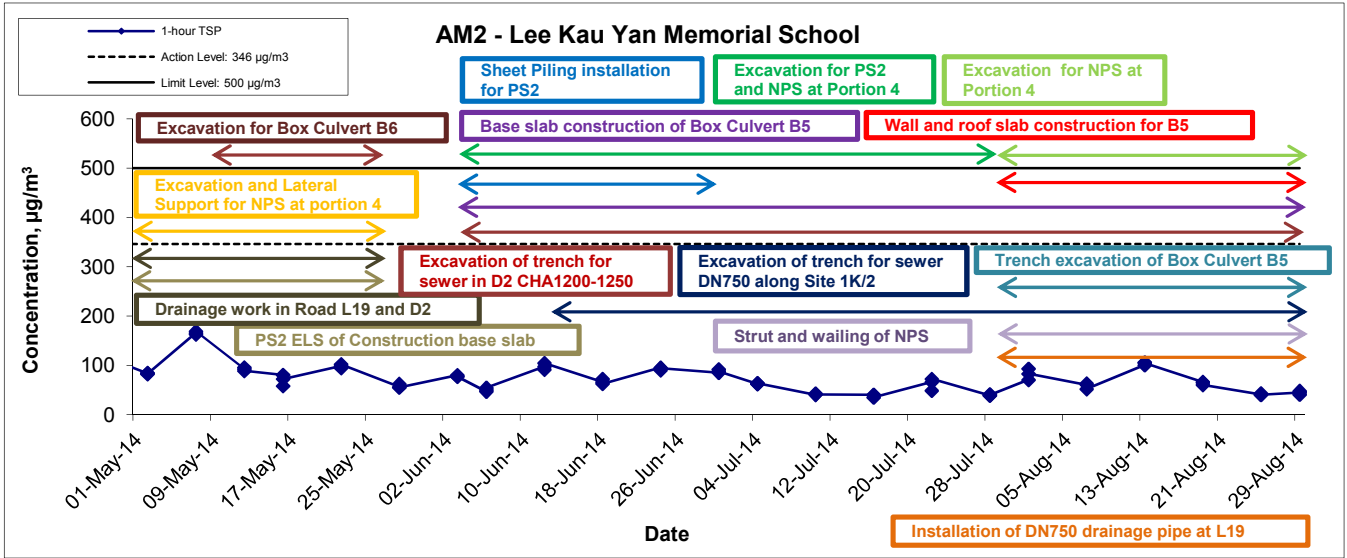 1-hour TSP
Action Level: 346 µg/m3
Limit Level: 500 µg/m3
AM2 - Lee Kau Yan Memorial School
Sheet Piling installation
for PS2
Excavation for PS2
and NPS at Portion 4
Excavation for NPS at
Portion 4
Excavation for Box Culvert B6
Base slab construction of Box Culvert B5
Wall and roof slab construction for B5
Excavation and Lateral
Support for NPS at portion 4
Excavation of trench for
sewer in D2 CHA1200-1250
Excavation of trench for sewer
DN750 along Site 1K/2
Trench excavation of Box Culvert B5
Drainage work in Road L19 and D2
PS2 ELS of Construction base slab
Strut and wailing of NPS
Concentration, µg/m³
600
500
400
300
200
100
0
01-May-14
09-May-14
17-May-14
25-May-14
02-Jun-14
10-Jun-14
18-Jun-14
26-Jun-14
04-Jul-14
12-Jul-14
20-Jul-14
28-Jul-14
05-Aug-14
13-Aug-14
21-Aug-14
29-Aug-14
Date
Installation of DN750 drainage pipe at L19